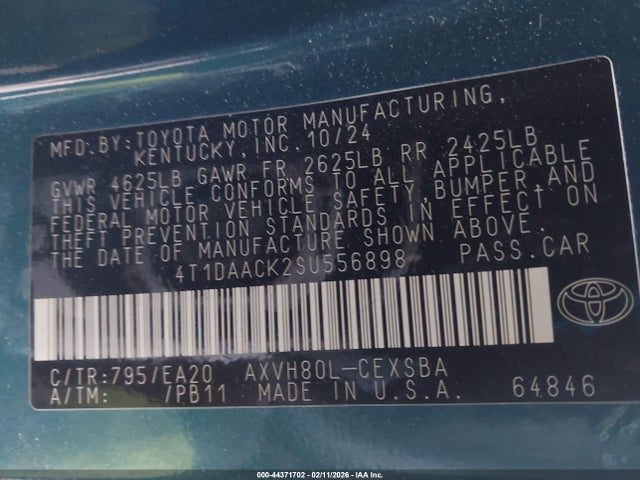 MFD.BY:TOYOTA MOTOR MANUFACTURING,
KENTUCKY,INC. 10/24
GVWR 4625LB GAWR FR 2625LB RR 2425LB
THIS VEHICLE CONFORMS TO ALL APPLICABLE
FEDERAL MOTOR VEHICLE SAFETY,BUMPER,AND
THEFT PREVENTION STANDARDS IN EFFECT ON
THE DATE OF MANUFACTURE SHOWN ABOVE.
4T1DAACK2SU556898 PASS.CAR
C/TR:795/EA20 AXVH80L-CEXSBA
A/TM: /PB11 MADE IN U.S.A. 64846
000-44371702 - 02/11/2026 - IAA Inc.